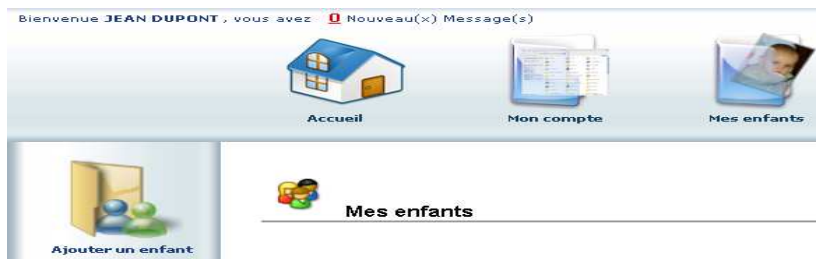 Bienvenue JEAN DUPONT , vous avez 0 Nouveau(x) Message(s)
Accueil
Mon compte
Mes enfants
Ajouter un enfant
Mes enfants